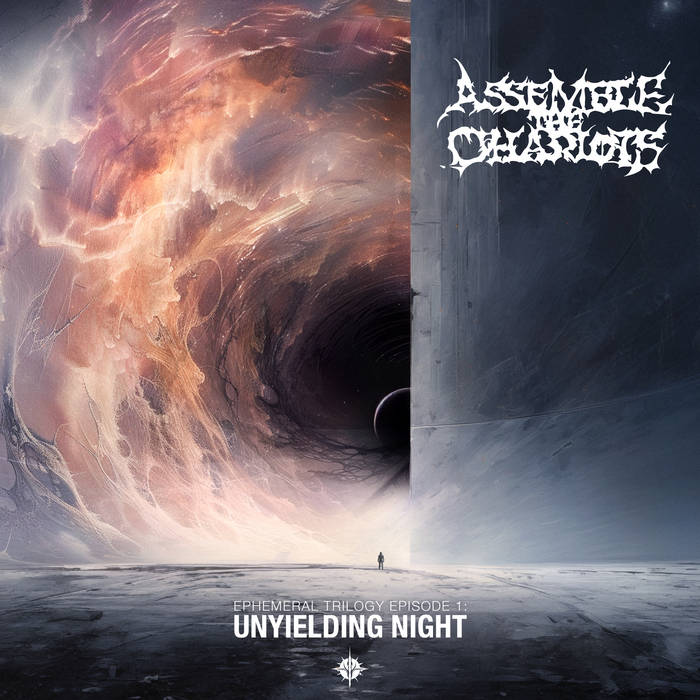 ASSEMBLE
THE
CHARIOTS
EPHEMERAL TRILOGY EPISODE 1:
UNYIELDING NIGHT